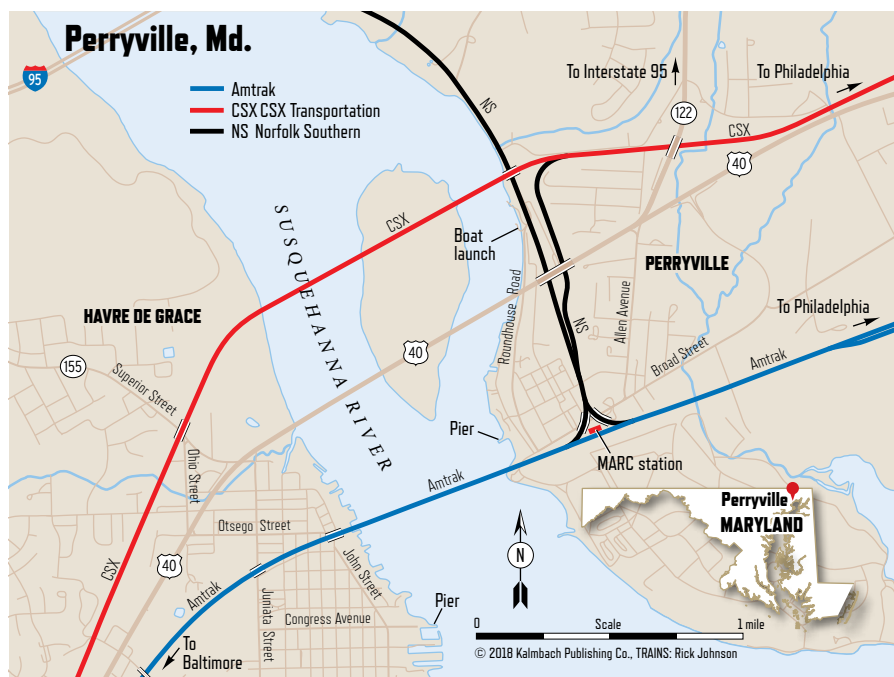 Perryville, Md.
95
Amtrak
CSX CSX Transportation
NS Norfolk Southern
To Interstate 95
To Philadelphia
NS
122
CSX
40
CSX
SUSQUEHANNA RIVER
Boat
launch
PERRYVILLE
Roundhouse Road
Allen Avenue
To Philadelphia
HAVRE DE GRACE
NS
40
155
Superior Street
Broad Street
Amtrak
Ohio Street
Pier
MARC station
Amtrak
Perryville
MARYLAND
Otsego Street
N
CSX
40
Amtrak
John Street
Juniata Street
Congress Avenue
Pier
To
Baltimore
0 Scale 1 mile
© 2018 Kalmbach Publishing Co., TRAINS: Rick Johnson